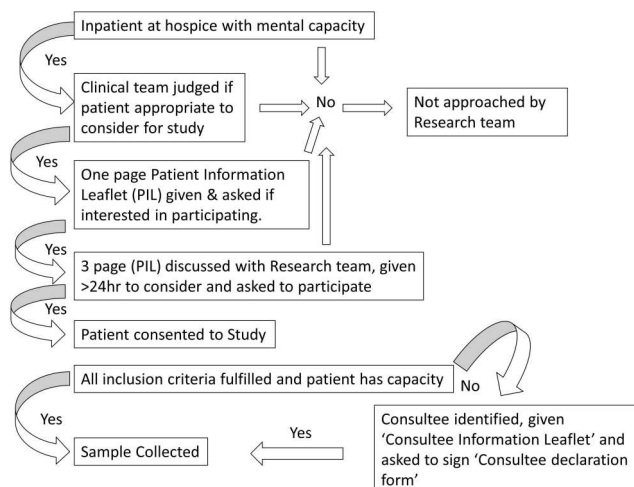 Inpatient at hospice with mental capacity
Yes
Clinical team judged if
patient appropriate to
consider for study
No
Not approached by
Research team
Yes
One page Patient Information
Leaflet (PIL) given & asked if
interested in participating.
Yes
3 page (PIL) discussed with Research team, given
>24hr to consider and asked to participate
Yes
Patient consented to Study
All inclusion criteria fulfilled and patient has capacity
No
Yes
Sample Collected
Yes
Consultee identified, given
‘Consultee Information Leaflet’ and
asked to sign ‘Consultee declaration
form’